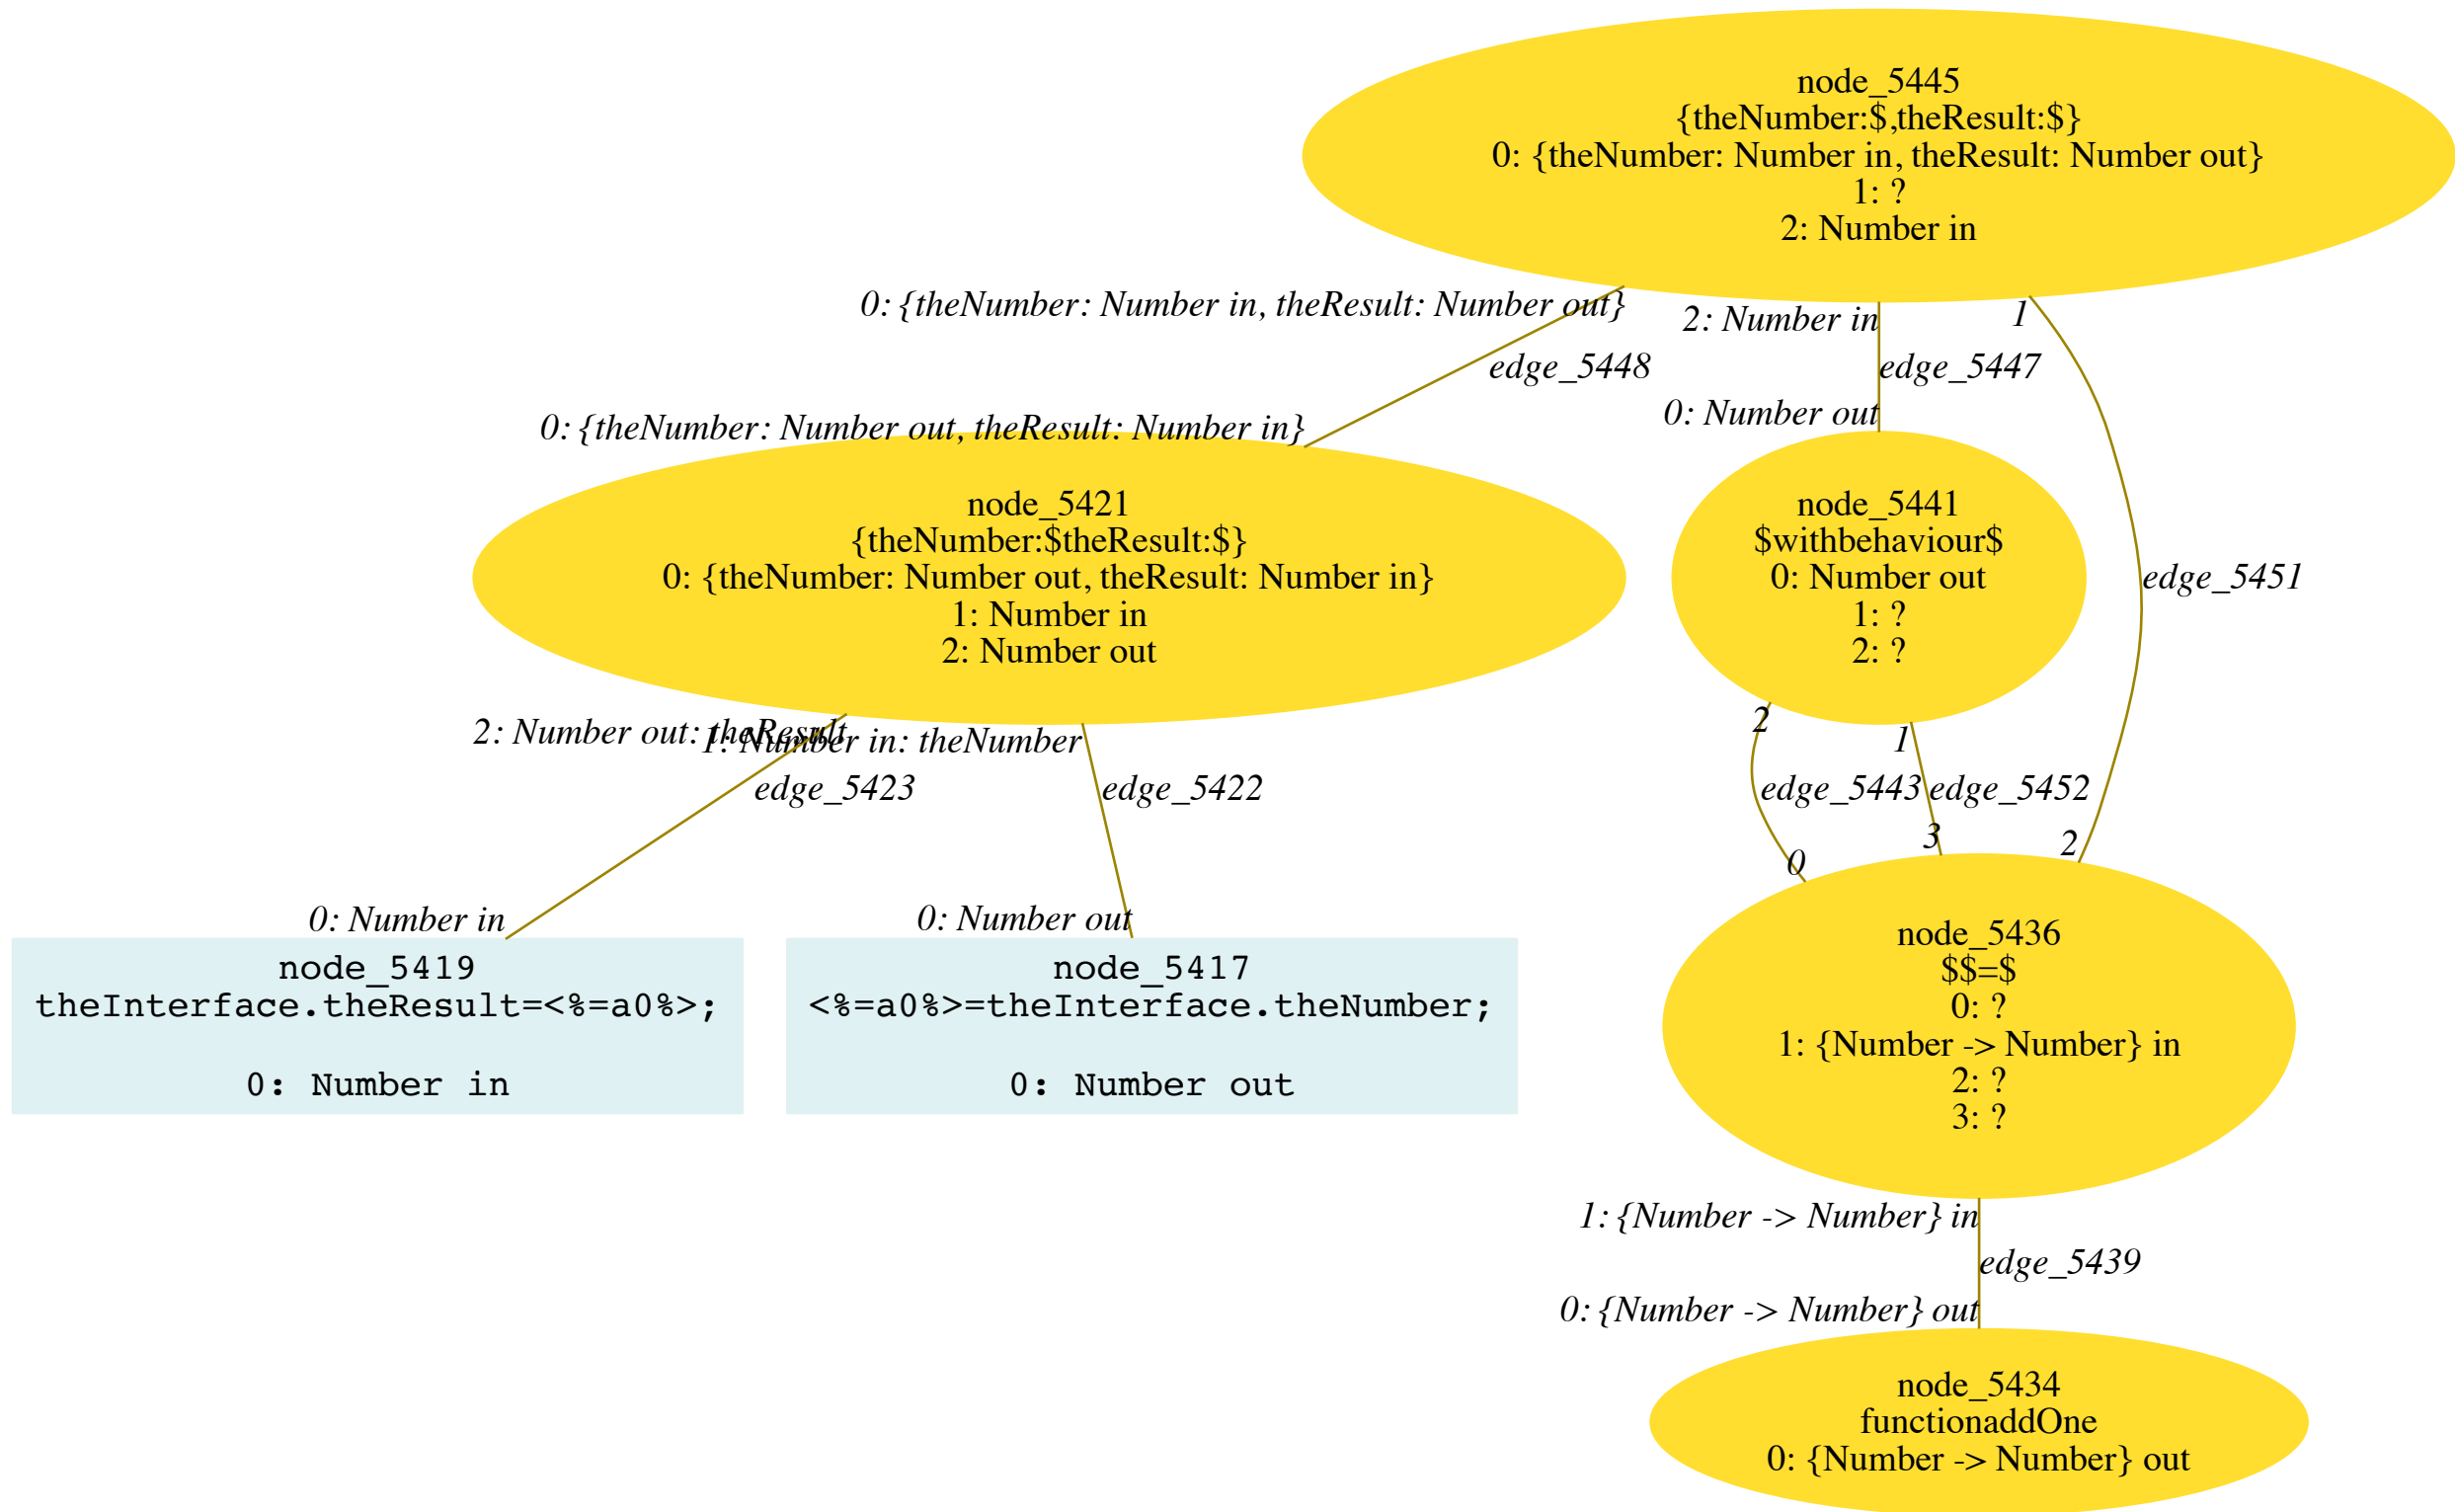 node_5445
{theNumber:$,theResult:$}
0: {theNumber: Number in, theResult: Number out}
1: ?
2: Number in
0: {theNumber: Number in, theResult: Number out}
2: Number in
1
edge_5448
edge_5447
0: {theNumber: Number out, theResult: Number in}
0: Number out
node_5421
{theNumber:$theResult:$}
0: {theNumber: Number out, theResult: Number in}
1: Number in
2: Number out
node_5441
$withbehaviour$
0: Number out
1: ?
2: ?
edge_5451
2: Number out: theResult
1: Number in: theNumber
2
1
edge_5423
edge_5422
edge_5443
edge_5452
0: Number in
0: Number out
0
3
2
node_5419
theInterface.theResult=<%=a0%>;
0: Number in
node_5417
<%=a0%>=theInterface.theNumber;
0: Number out
node_5436
$$=$
0: ?
1: {Number -> Number} in
2: ?
3: ?
1: {Number -> Number} in
edge_5439
0: {Number -> Number} out
node_5434
functionaddOne
0: {Number -> Number} out